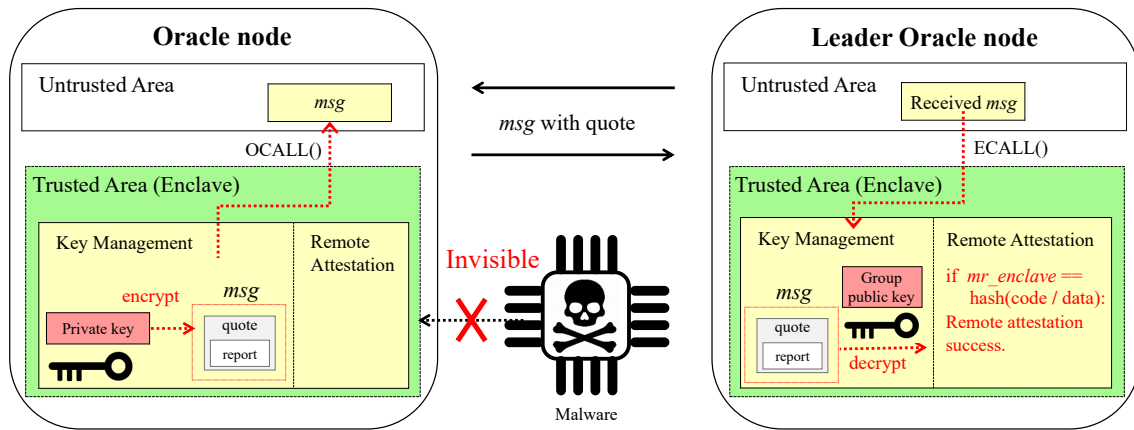 Oracle node
Untrusted Area
msg
OCALL()
Trusted Area (Enclave)
Key Management
Remote
Attestation
encrypt
msg
Private key
quote
report
msg with quote
Invisible
Malware
Leader Oracle node
Untrusted Area
Received msg
ECALL()
Trusted Area (Enclave)
Key Management
Remote Attestation
msg
Group
public key
quote
report
decrypt
if mr_enclave ==
hash(code / data):
Remote attestation
success.